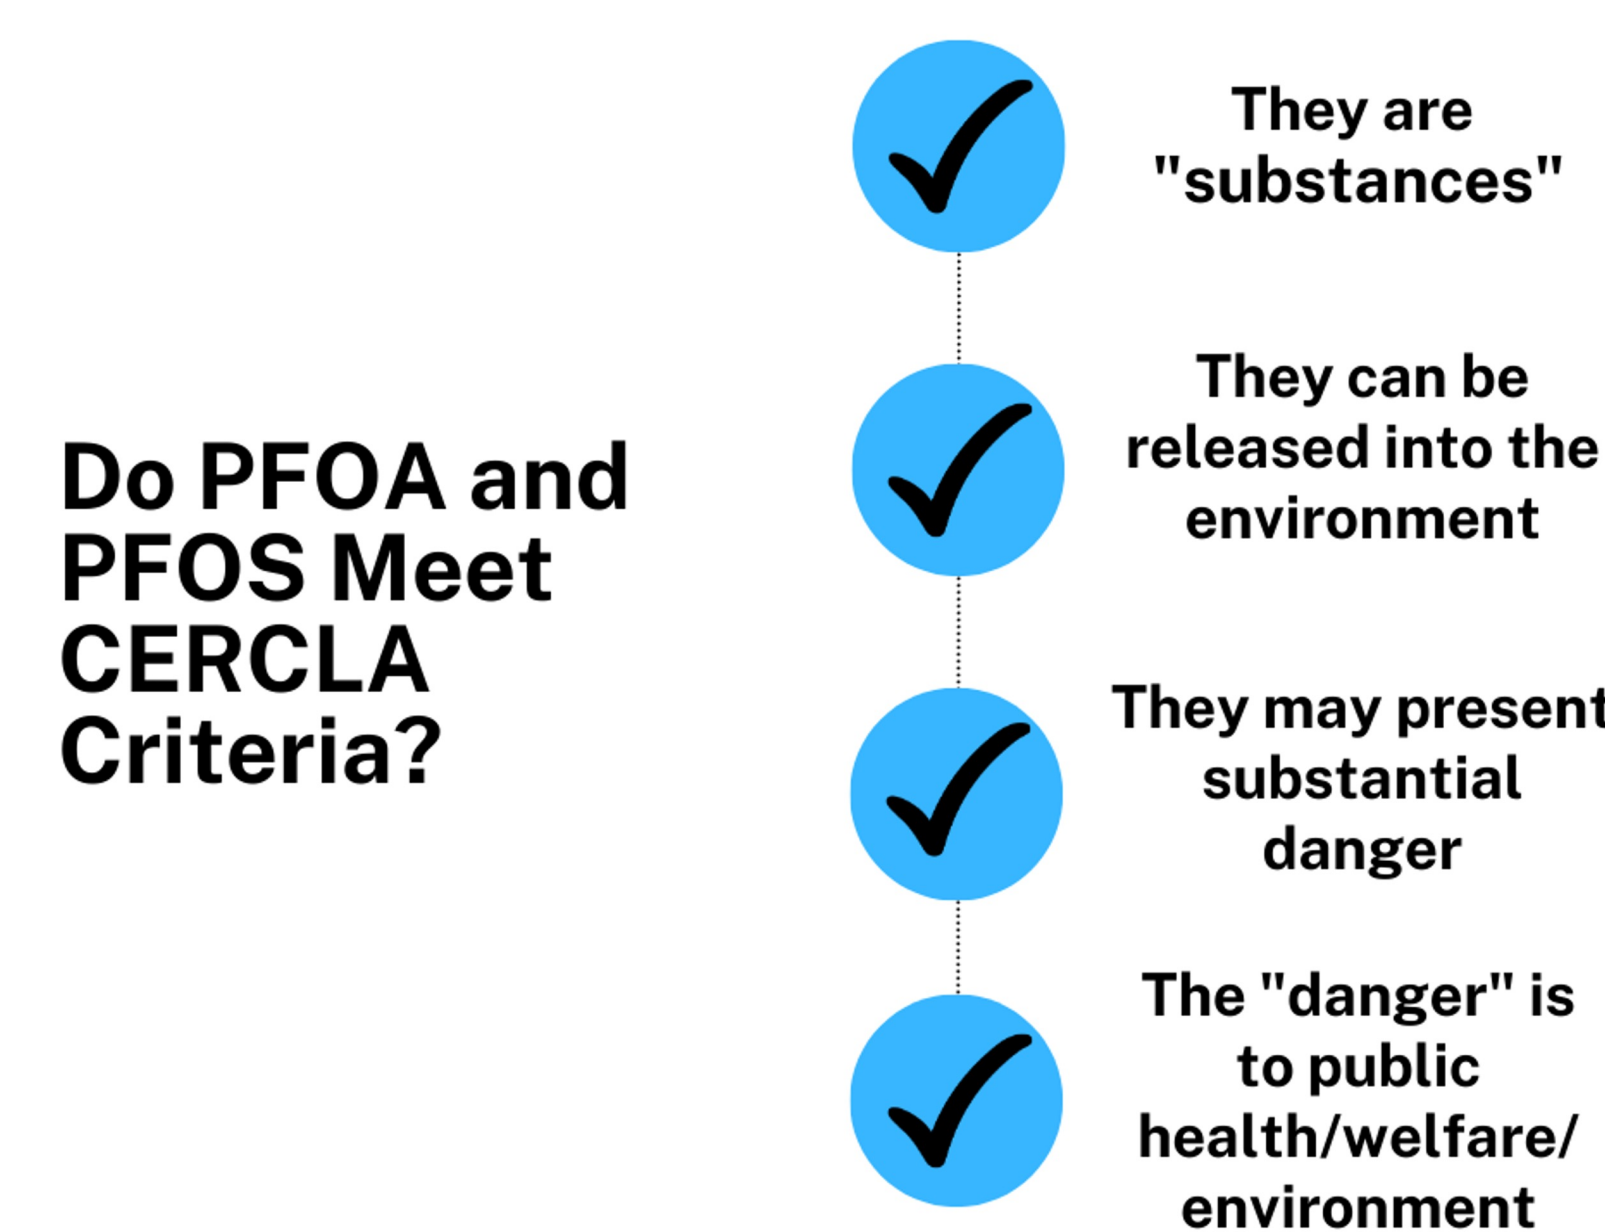 Do PFOA and
PFOS Meet
CERCLA
Criteria?
They are
"substances"
They can be
released into the
environment
They may present
substantial
danger
The "danger" is
to public
health/welfare/
environment